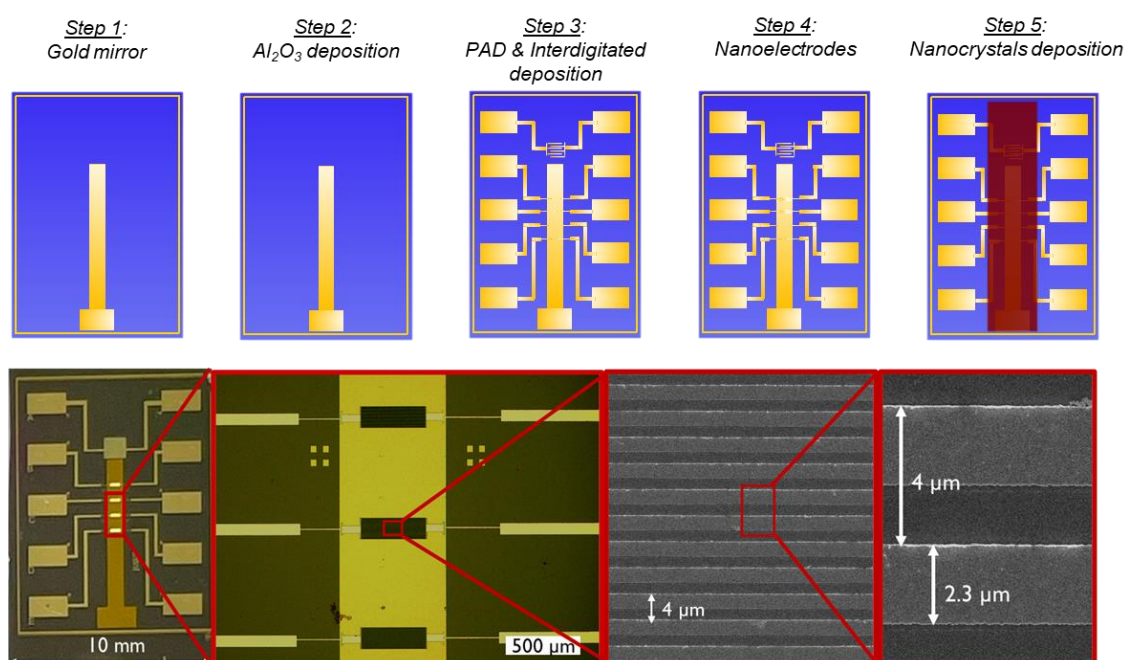 Step 1:
Gold mirror
Step 2:
Al₂O₃ deposition
Step 3:
PAD & Interdigitated
deposition
Step 4:
Nanoelectrodes
Step 5:
Nanocrystals deposition
10 mm
500 µm
4 µm
4 µm
2.3 µm